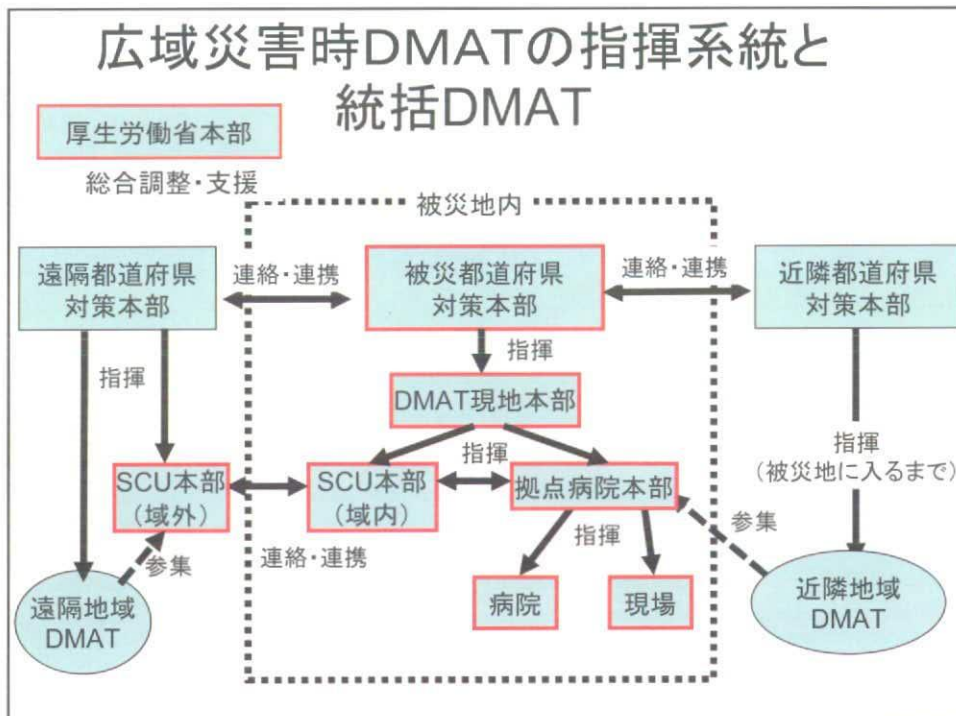 広域災害時DMATの指揮系統と
統括DMAT
厚生労働省本部
総合調整・支援
被災地内
遠隔都道府県
対策本部
連絡・連携
被災都道府県
対策本部
連絡・連携
近隣都道府県
対策本部
指揮
指揮
DMAT現地本部
指揮
(被災地に入るまで)
SCU本部
(域外)
SCU本部
(域内)
指揮
拠点病院本部
参集
連絡・連携
指揮
参集
遠隔地域
DMAT
病院
現場
近隣地域
DMAT